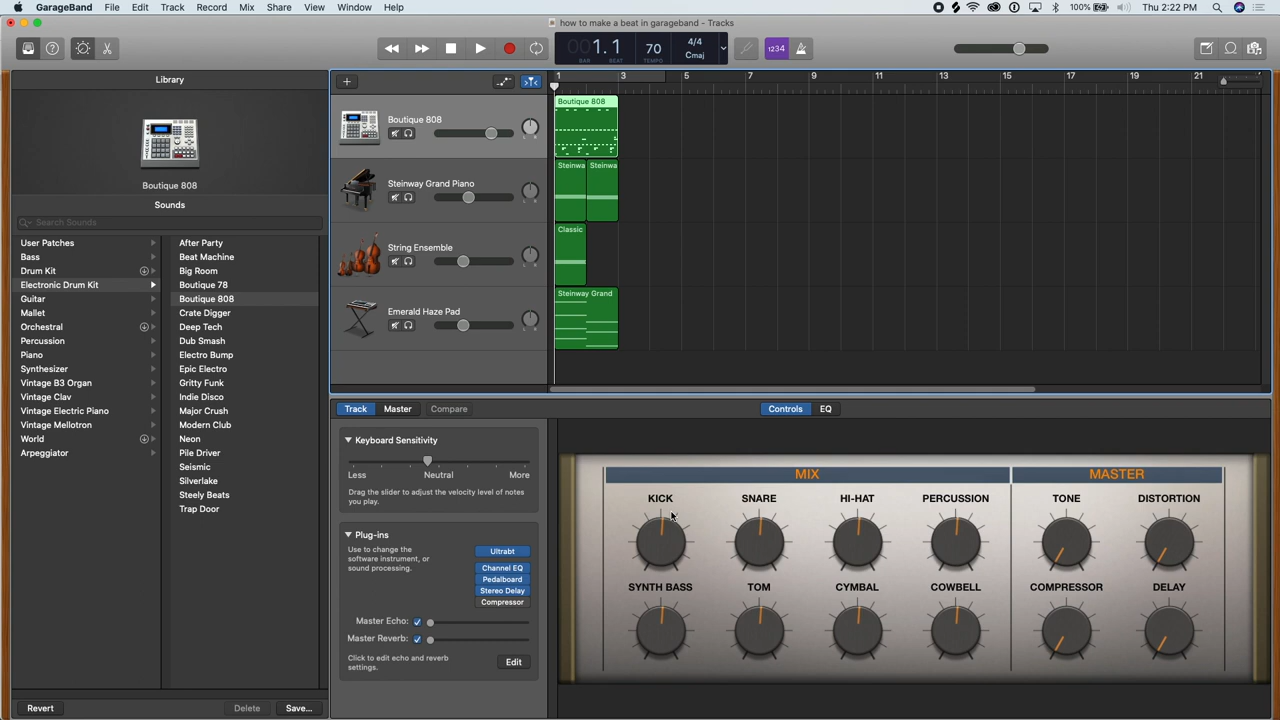 GarageBand File Edit Track Record Mix Share View Window Help 100% Thu 2:22 PM
how to make a beat in garageband - Tracks
001.1 70 4/4 Cmaj 1234
BAR BEAT TEMPO
Library
Boutique 808
Sounds
Search Sounds
User Patches
Bass
Drum Kit
Electronic Drum Kit
Guitar
Mallet
Orchestral
Percussion
Piano
Synthesizer
Vintage B3 Organ
Vintage Clav
Vintage Electric Piano
Vintage Mellotron
World
Arpeggiator
After Party
Beat Machine
Big Room
Boutique 78
Boutique 808
Crate Digger
Deep Tech
Dub Smash
Electro Bump
Epic Electro
Gritty Funk
Indie Disco
Major Crush
Modern Club
Neon
Pile Driver
Seismic
Silverlake
Steely Beats
Trap Door
Revert Delete Save...
1 3 5 7 9 11 13 15 17 19 21
Boutique 808
L R
Boutique 808
Steinway Grand Piano
L R
Steinwa Steinwa
String Ensemble
L R
Classic
Emerald Haze Pad
L R
Steinway Grand
Track Master Compare Controls EQ
Keyboard Sensitivity
Less Neutral More
Drag the slider to adjust the velocity level of notes
you play.
Plug-ins
Use to change the
software instrument, or
sound processing.
Ultrabt
Channel EQ
Pedalboard
Stereo Delay
Compressor
Master Echo:
Master Reverb:
Click to edit echo and reverb
settings.
Edit
MIX MASTER
KICK SNARE HI-HAT PERCUSSION TONE DISTORTION
SYNTH BASS TOM CYMBAL COWBELL COMPRESSOR DELAY